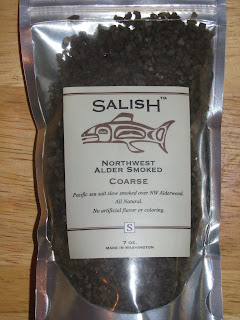 SALISH™
NORTHWEST
ALDER SMOKED
COARSE
Pacific sea salt slow smoked over NW Alderwood.
All Natural.
No artificial flavor or coloring.
S
7 oz.
MADE IN WASHINGTON